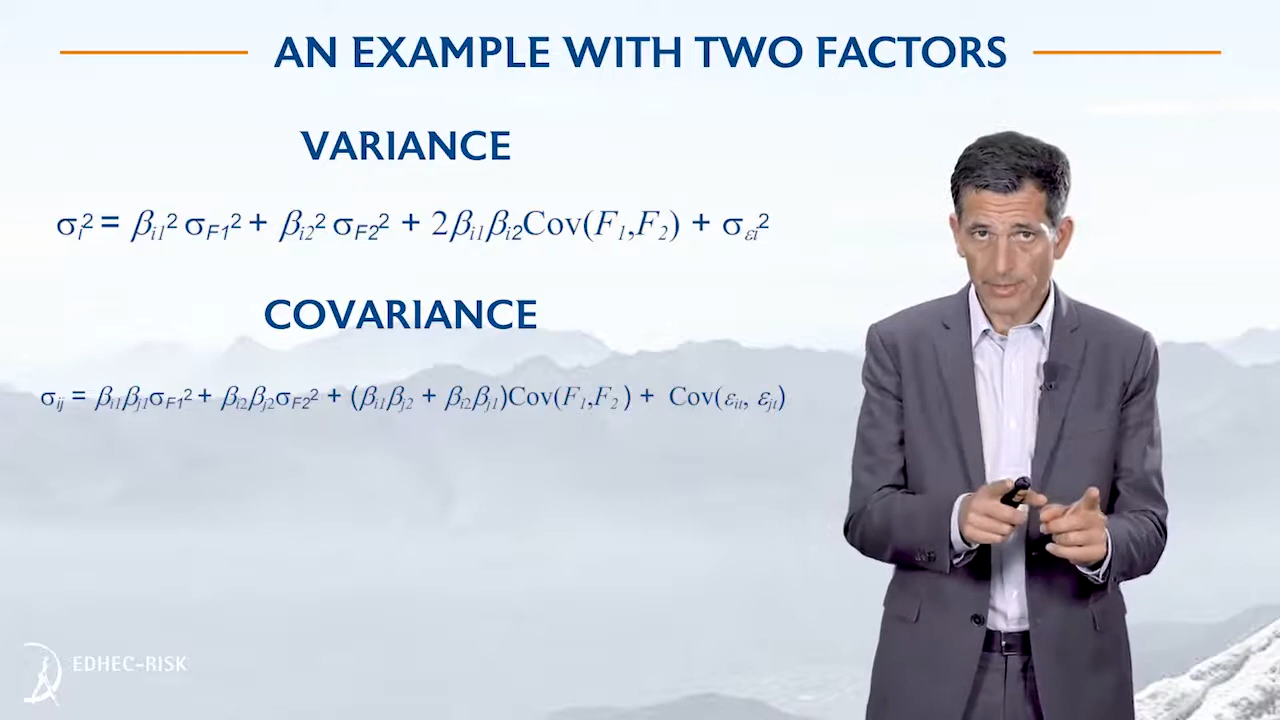 AN EXAMPLE WITH TWO FACTORS
VARIANCE
σᵢ² = βᵢ₁² σF1² + βᵢ₂² σF2² + 2βᵢ₁βᵢ₂Cov(F₁,F₂) + σεi²
COVARIANCE
σij = βi1βj1σF1² + βi2βj2σF2² + (βi1βj2 + βi2βj1)Cov(F₁,F₂) + Cov(εit, εjt)
EDHEC-RISK